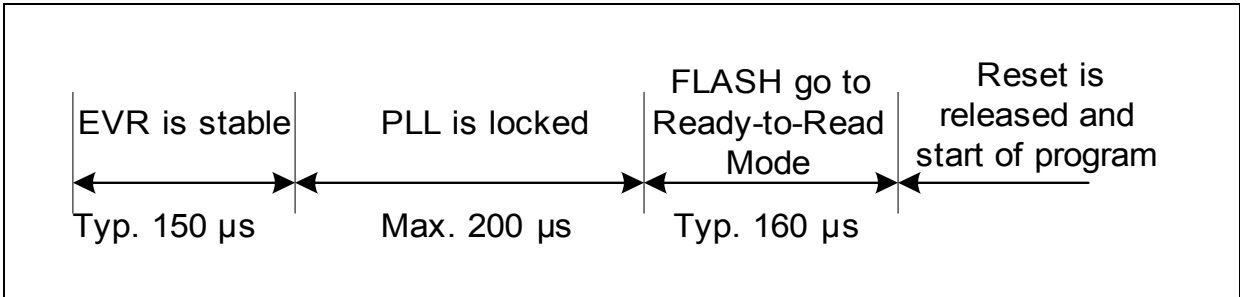 EVR is stable
PLL is locked
FLASH go to
Ready-to-Read
Mode
Reset is
released and
start of program
Typ. 150 µs
Max. 200 µs
Typ. 160 µs